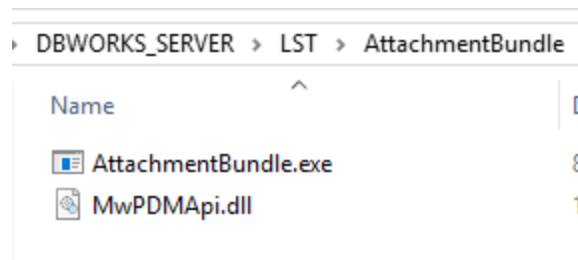 DBWORKS_SERVER > LST > AttachmentBundle
Name
AttachmentBundle.exe
MwPDMApi.dll